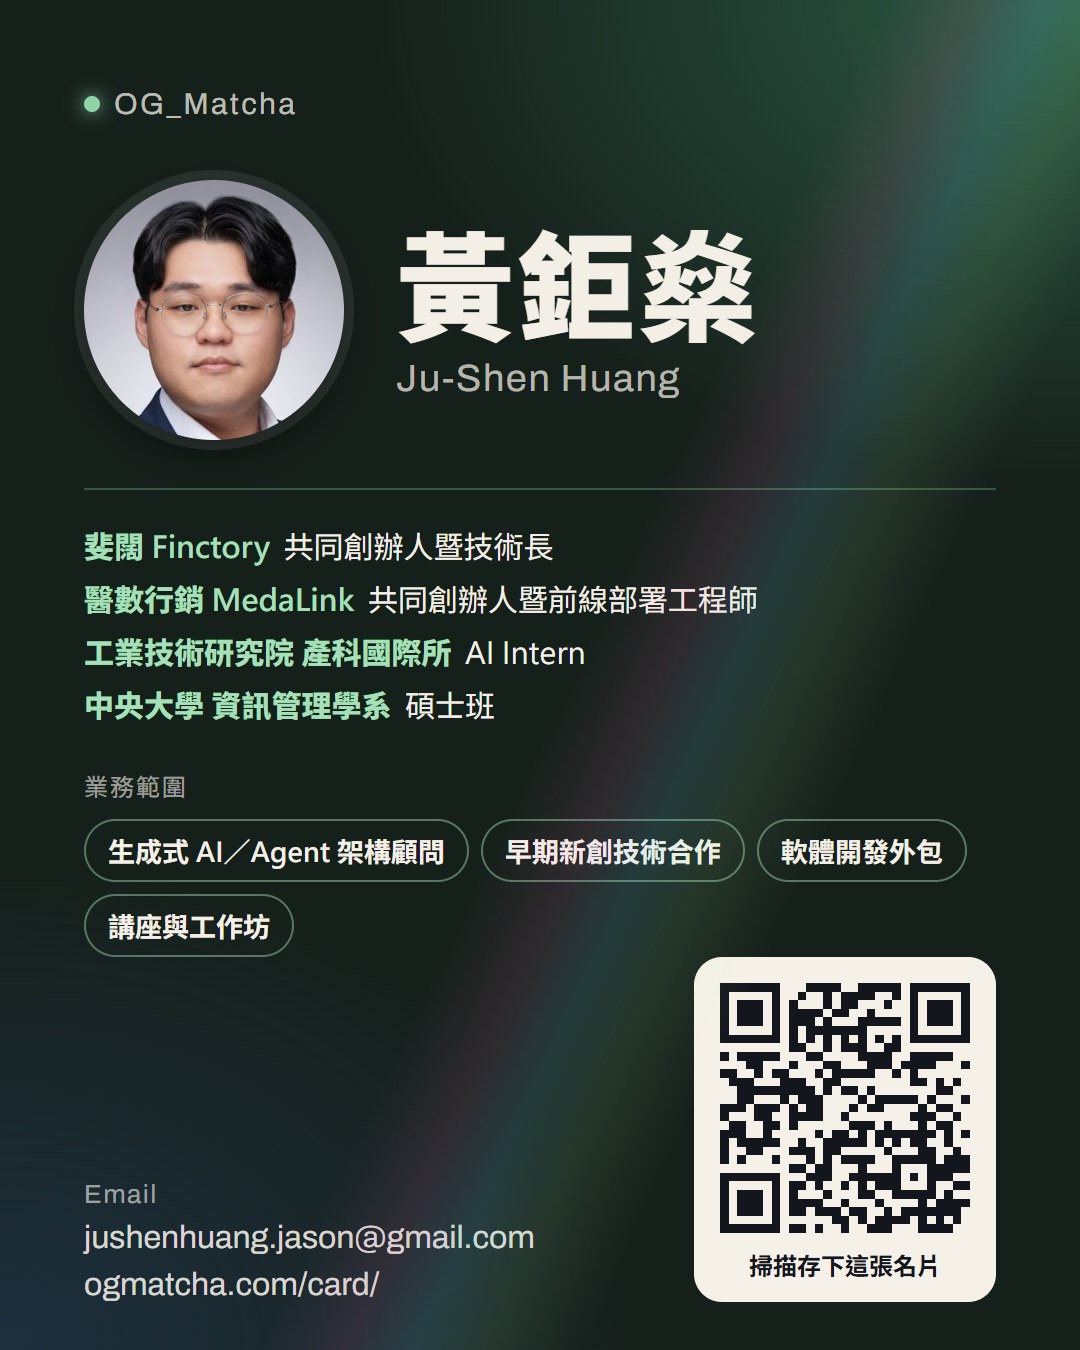 OG_Matcha
黃鉅燊
Ju-Shen Huang
斐闊 Finctory 共同創辦人暨技術長
醫數行銷 MedaLink 共同創辦人暨前線部署工程師
工業技術研究院 產科國際所 AI Intern
中央大學 資訊管理學系 碩士班
業務範圍
生成式 AI／Agent 架構顧問
早期新創技術合作
軟體開發外包
講座與工作坊
Email
jushenhuang.jason@gmail.com
ogmatcha.com/card/
掃描存下這張名片